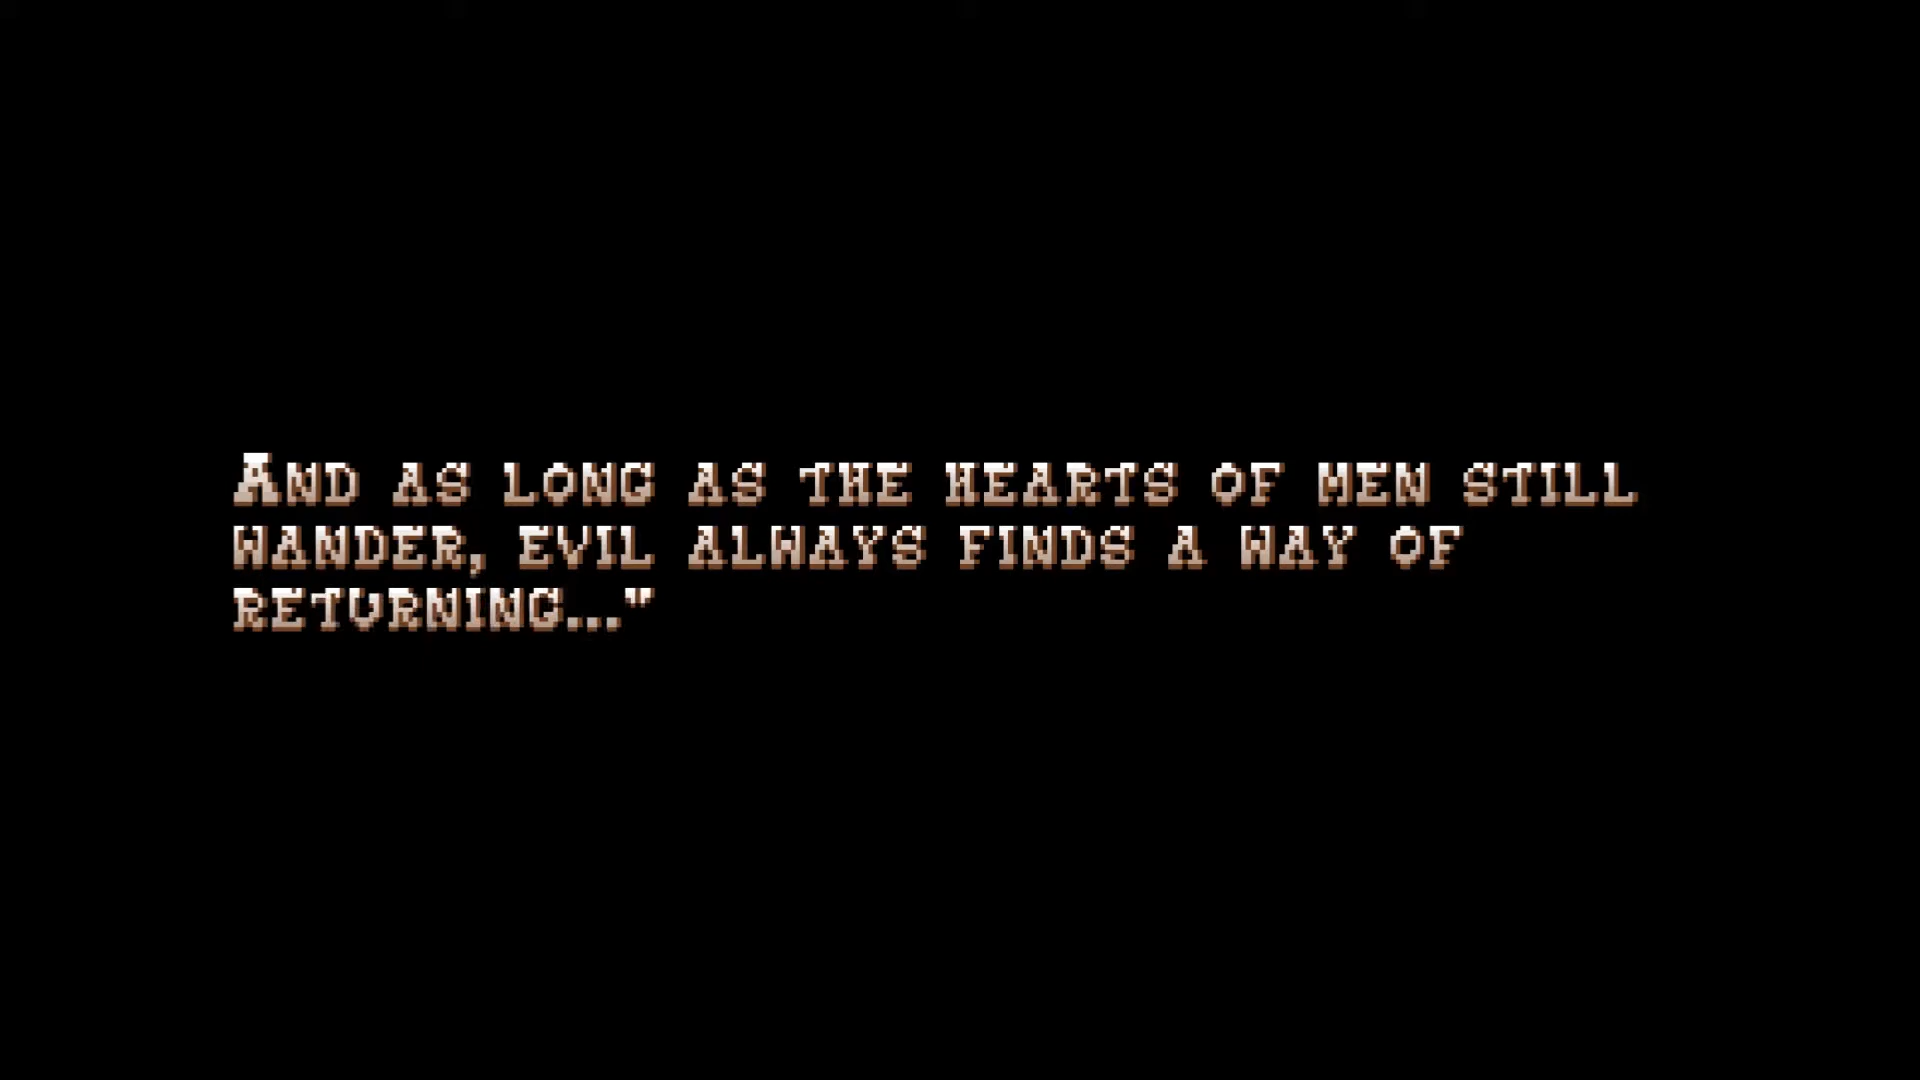 And as long as the hearts of men still
wander, evil always finds a way of
returning..."